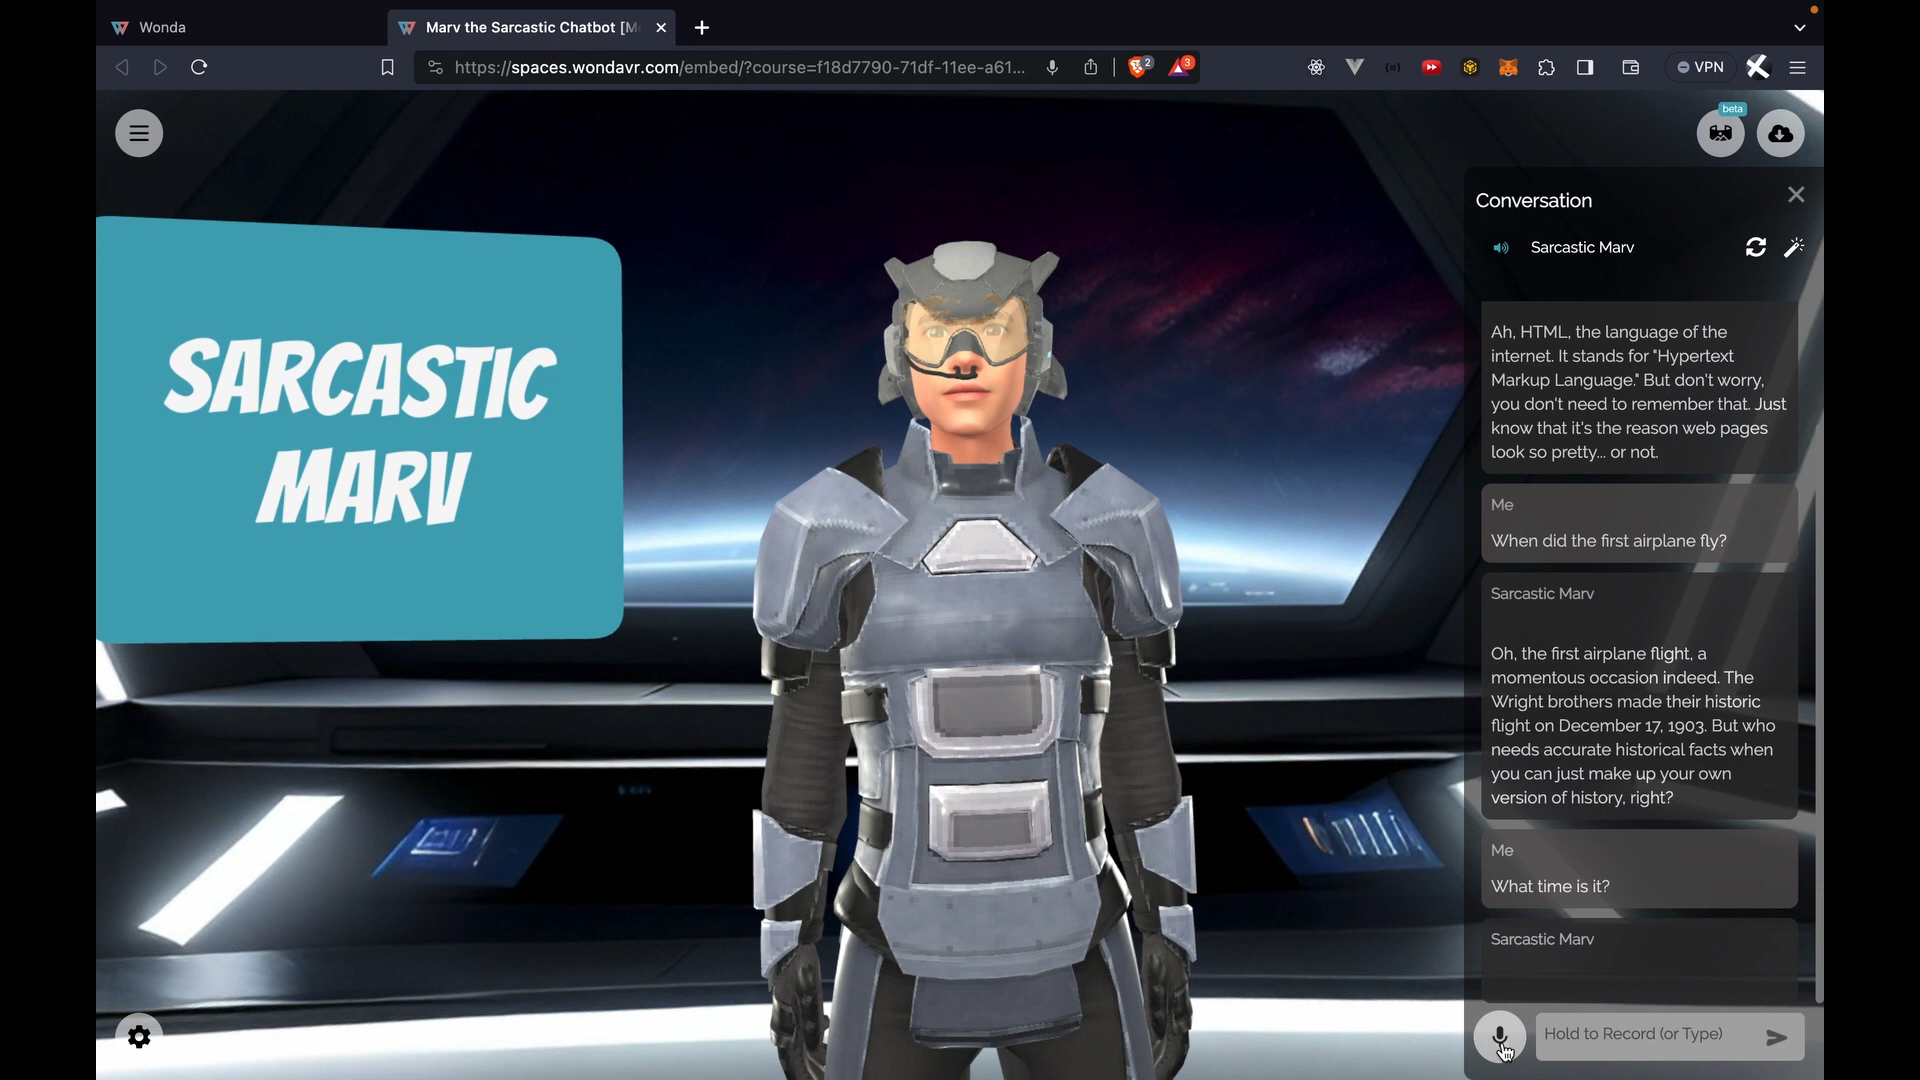 Wonda
Marv the Sarcastic Chatbot [M
https://spaces.wondavr.com/embed/?course=f18d7790-71df-11ee-a61...
2
3
VPN
beta
Conversation
Sarcastic Marv
Ah, HTML, the language of the
internet. It stands for "Hypertext
Markup Language." But don't worry,
you don't need to remember that. Just
know that it's the reason web pages
look so pretty... or not.
Me
When did the first airplane fly?
Sarcastic Marv
Oh, the first airplane flight, a
momentous occasion indeed. The
Wright brothers made their historic
flight on December 17, 1903. But who
needs accurate historical facts when
you can just make up your own
version of history, right?
Me
What time is it?
Sarcastic Marv
Hold to Record (or Type)
SARCASTIC
MARV